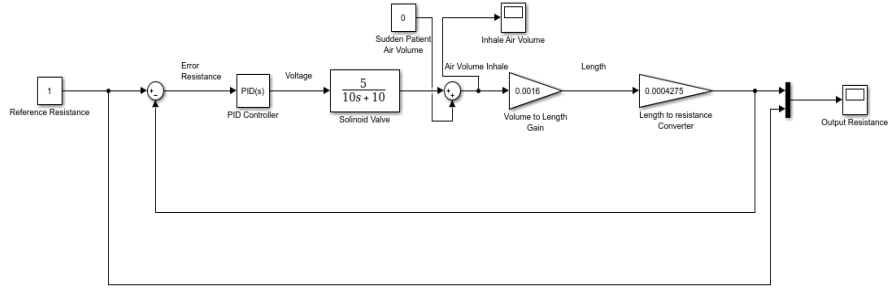 0
Sudden Patient
Air Volume
Inhale Air Volume
Error
Resistance
Voltage
Air Volume Inhale
Length
1
Reference Resistance
PID(s)
PID Controller
5
10s + 10
Solinoid Valve
0.0016
Volume to Length
Gain
0.0004275
Length to resistance
Converter
Output Resistance